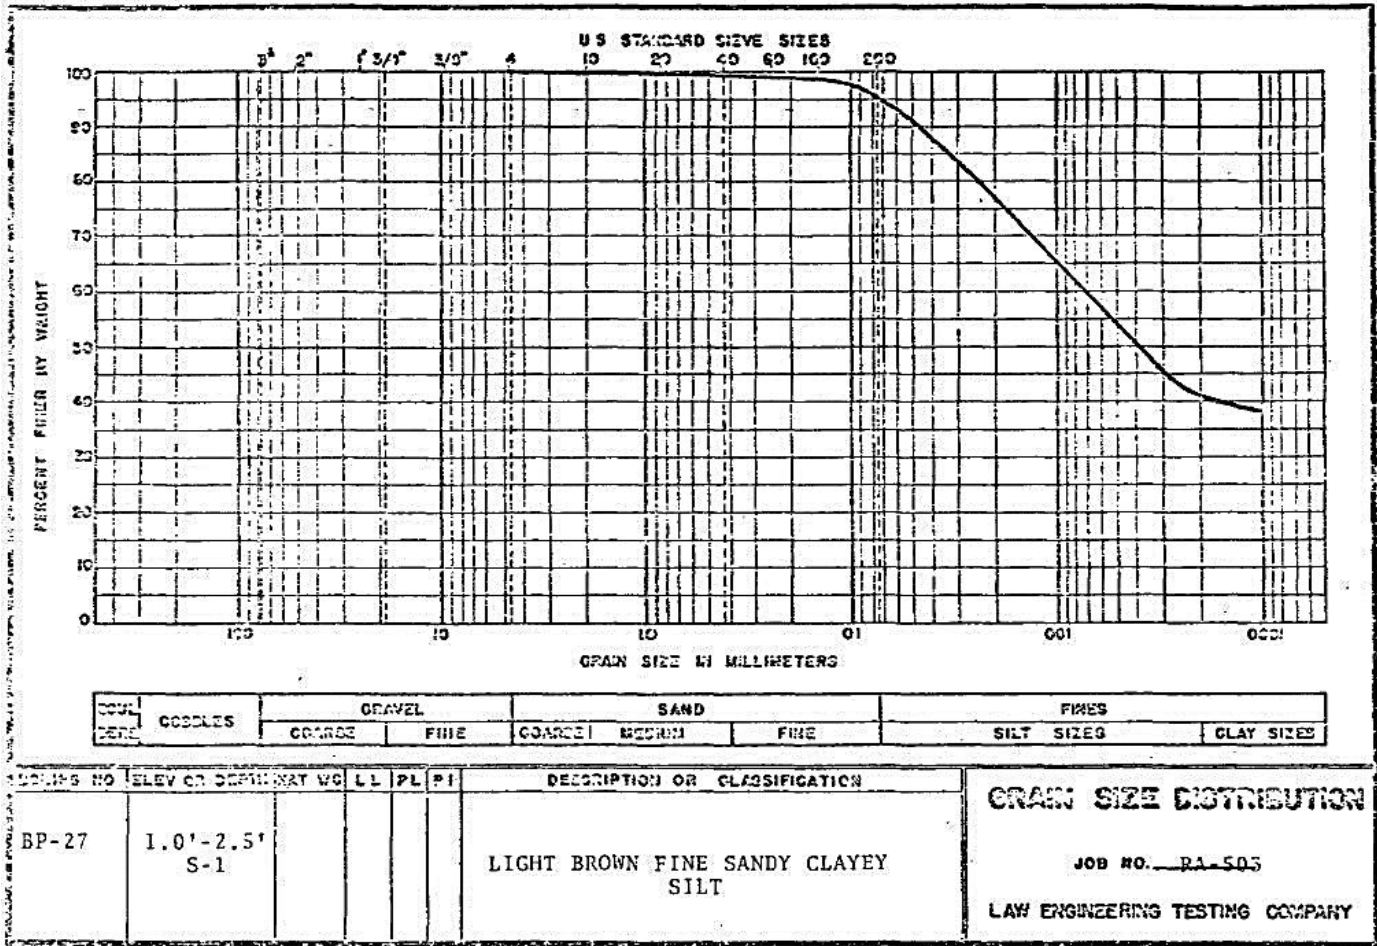 U S STANDARD SIEVE SIZES
3" 2" 1" 3/4" 3/8" 4 10 20 40 60 100 200
100
90
80
70
60
50
40
30
20
10
0
PERCENT FINER BY WEIGHT
100 10 1.0 0.1 0.01 0.001
GRAIN SIZE IN MILLIMETERS
COBBLES GRAVEL SAND FINES
COARSE FINE COARSE MEDIUM FINE SILT SIZES CLAY SIZES
BORING NO ELEV OR DEPTH NAT WC L L PL PI DESCRIPTION OR CLASSIFICATION
BP-27 1.0'-2.5'
S-1
LIGHT BROWN FINE SANDY CLAYEY
SILT
GRAIN SIZE DISTRIBUTION
JOB NO. RA-505
LAW ENGINEERING TESTING COMPANY